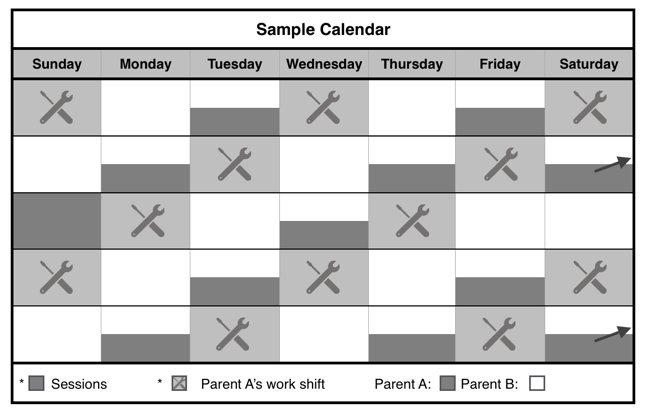 Sample Calendar
Sunday Monday Tuesday Wednesday Thursday Friday Saturday
* Sessions * Parent A's work shift Parent A: Parent B: